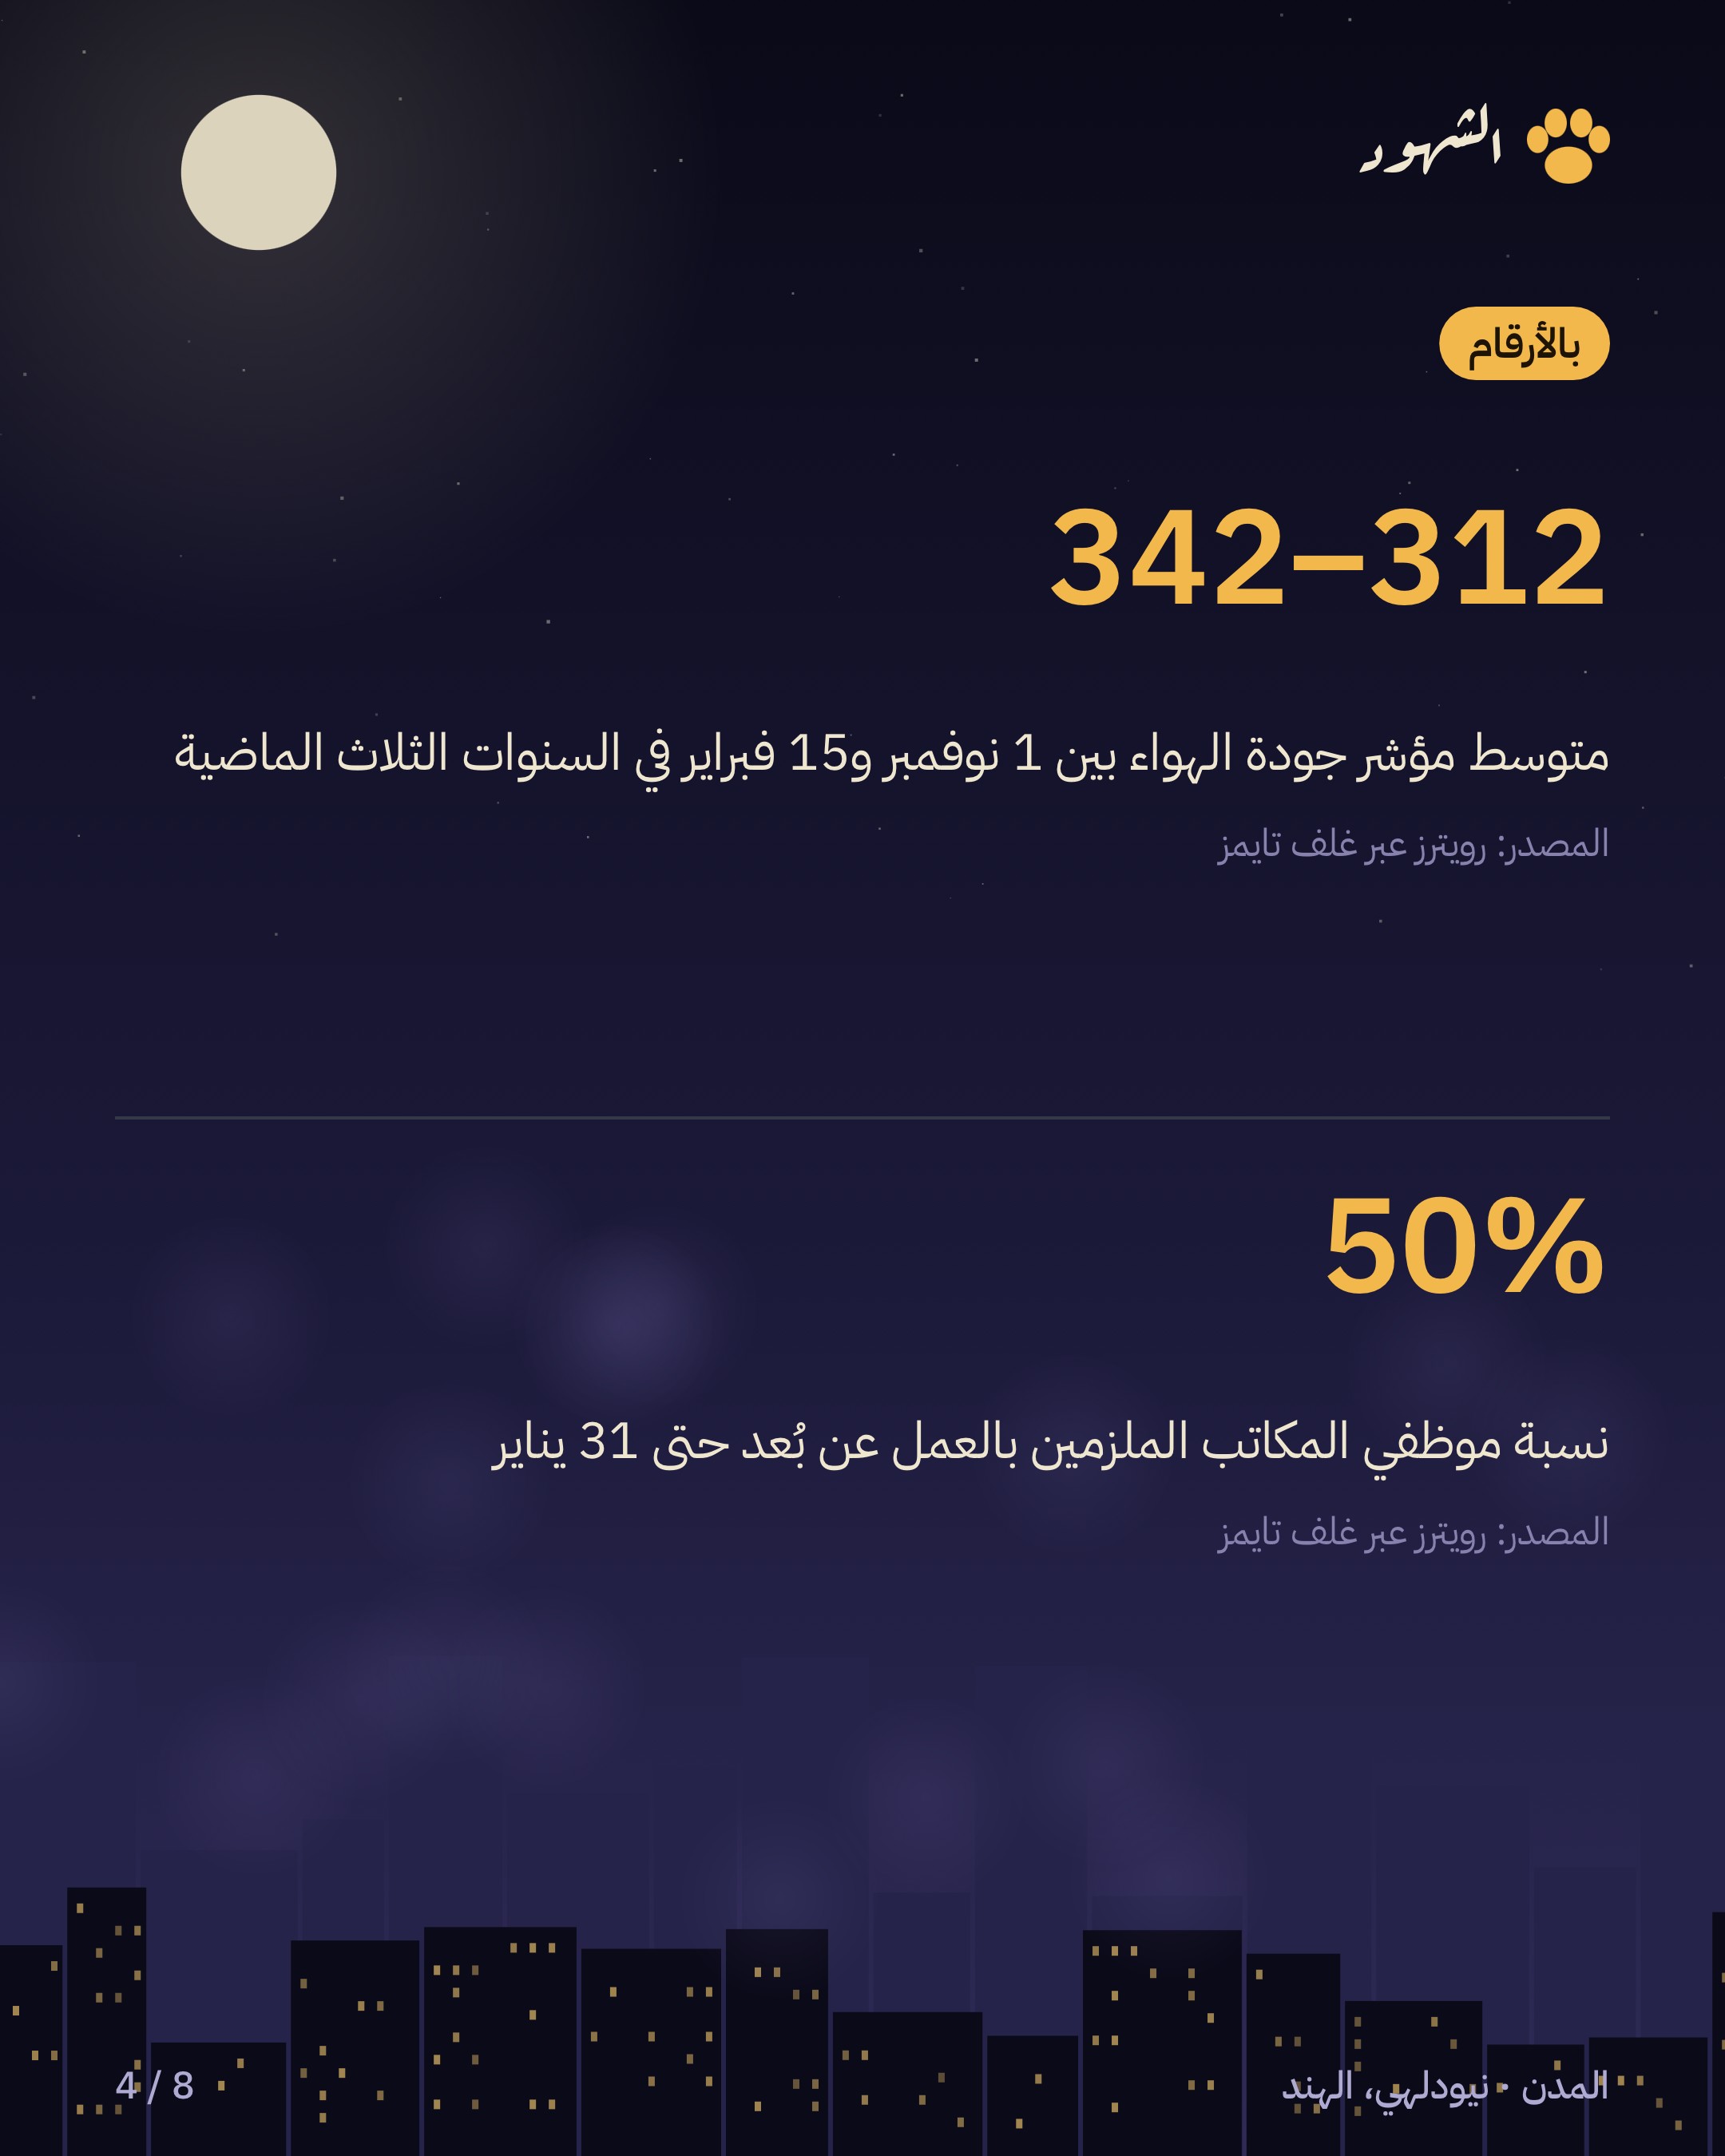 الشهود
بالأرقام
342–312
متوسط مؤشر جودة الهواء بين 1 نوفمبر و15 فبراير في السنوات الثلاث الماضية
المصدر: رويترز عبر غلف تايمز
50%
نسبة موظفي المكاتب الملزمين بالعمل عن بُعد حتى 31 يناير
المصدر: رويترز عبر غلف تايمز
المدن · نيودلهي، الهند
4 / 8